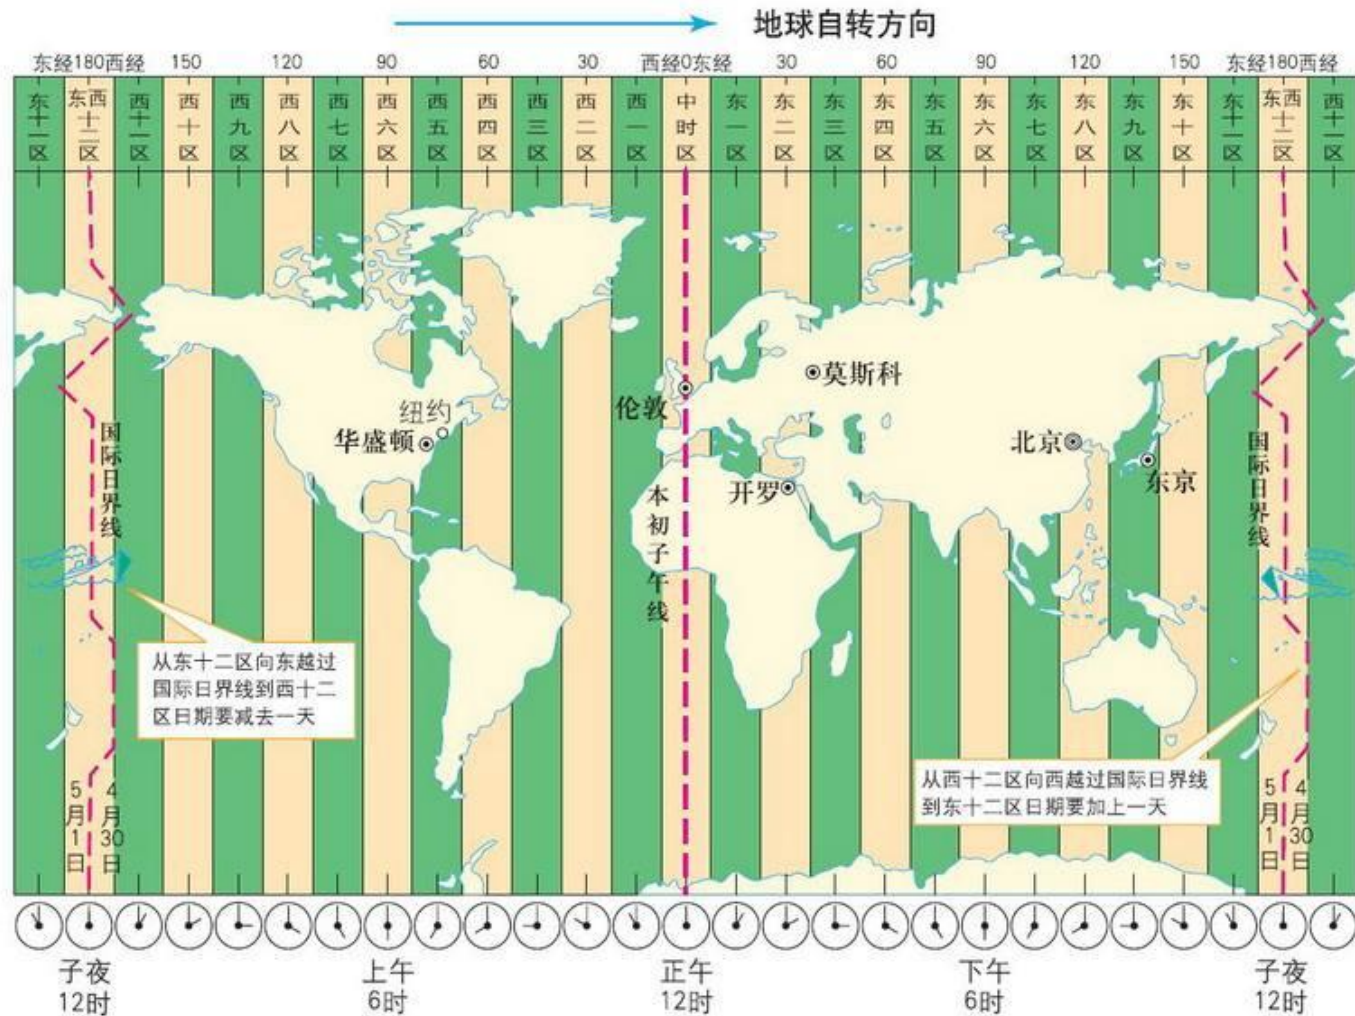 地球自转方向
东经180西经 150 120 90 60 30 西经0东经 30 60 90 120 150 东经180西经
东十一区
东西十二区
西十一区
西十区
西九区
西八区
西七区
西六区
西五区
西四区
西三区
西二区
西一区
中时区
东一区
东二区
东三区
东四区
东五区
东六区
东七区
东八区
东九区
东十区
东十一区
东西十二区
西十一区
莫斯科
伦敦
纽约
华盛顿
北京
东京
开罗
国际日界线
本初子午线
国际日界线
从东十二区向东越过
国际日界线到西十二
区日期要减去一天
从西十二区向西越过国际日界线
到东十二区日期要加上一天
5月1日
4月30日
5月1日
4月30日
子夜 上午 正午 下午 子夜
12时 6时 12时 6时 12时